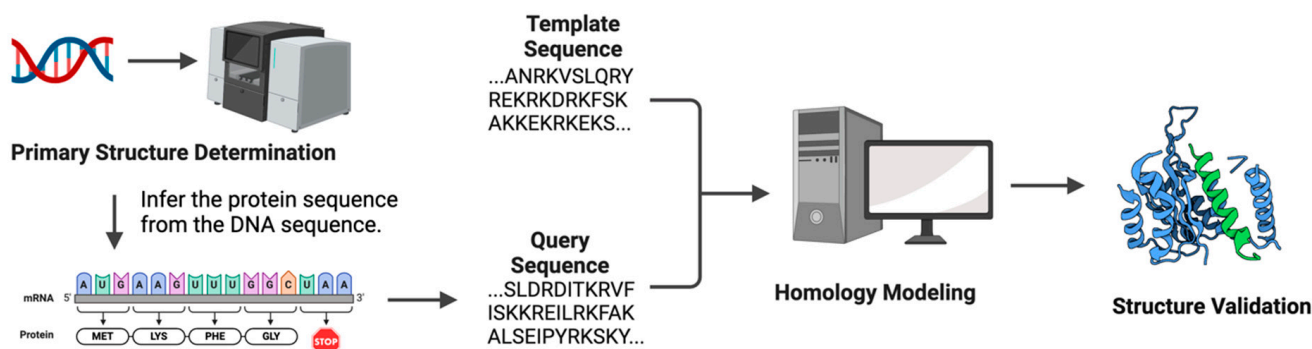 Primary Structure Determination
Infer the protein sequence
from the DNA sequence.
mRNA 5' A U G A A G U U U G G C U A A 3'
Protein MET LYS PHE GLY STOP
Template
Sequence
...ANRKVSLQRY
REKRKDRKFSK
AKKEKRKEKS...
Query
Sequence
...SLDRDITKRVF
ISKKREILRKFAK
ALSEIPYRKSKY...
Homology Modeling
Structure Validation